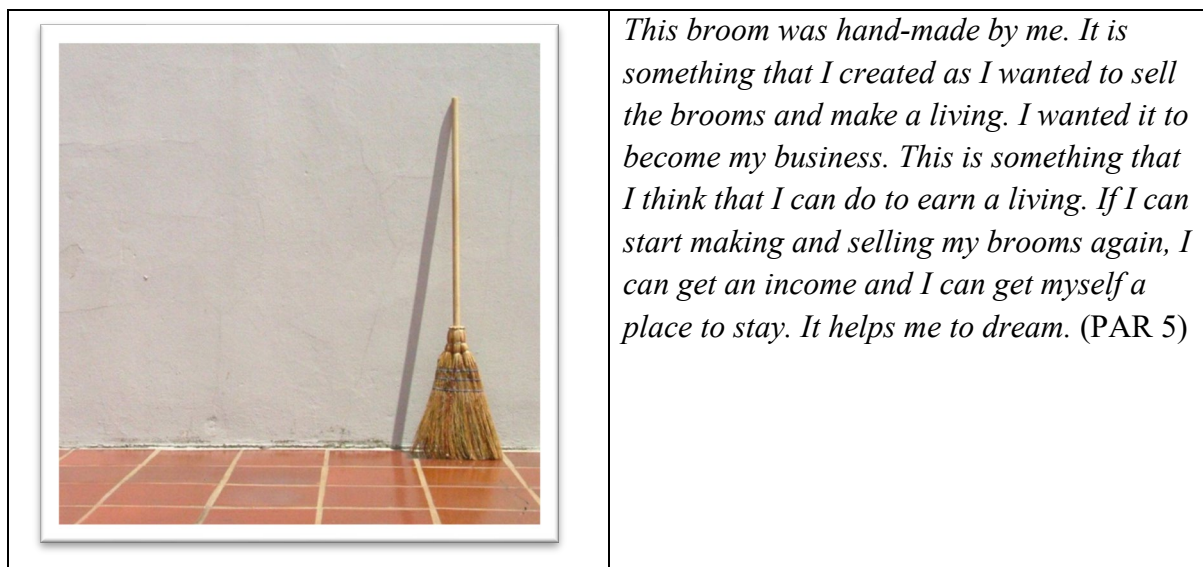 This broom was hand-made by me. It is
something that I created as I wanted to sell
the brooms and make a living. I wanted it to
become my business. This is something that
I think that I can do to earn a living. If I can
start making and selling my brooms again, I
can get an income and I can get myself a
place to stay. It helps me to dream. (PAR 5)